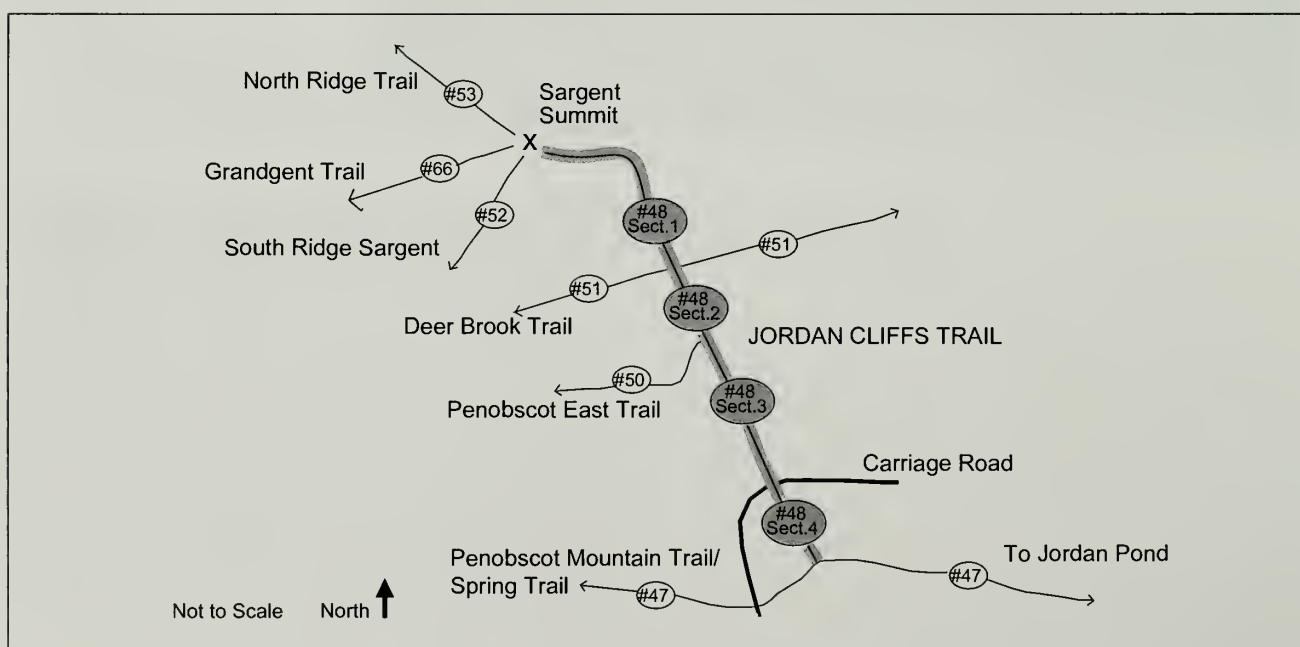 North Ridge Trail
#53
Sargent
Summit
X
Grandgent Trail
#66
#52
South Ridge Sargent
#48
Sect.1
#51
#51
Deer Brook Trail
#48
Sect.2
JORDAN CLIFFS TRAIL
#50
Penobscot East Trail
#48
Sect.3
Carriage Road
#48
Sect.4
Penobscot Mountain Trail/
Spring Trail
#47
To Jordan Pond
#47
Not to Scale
North